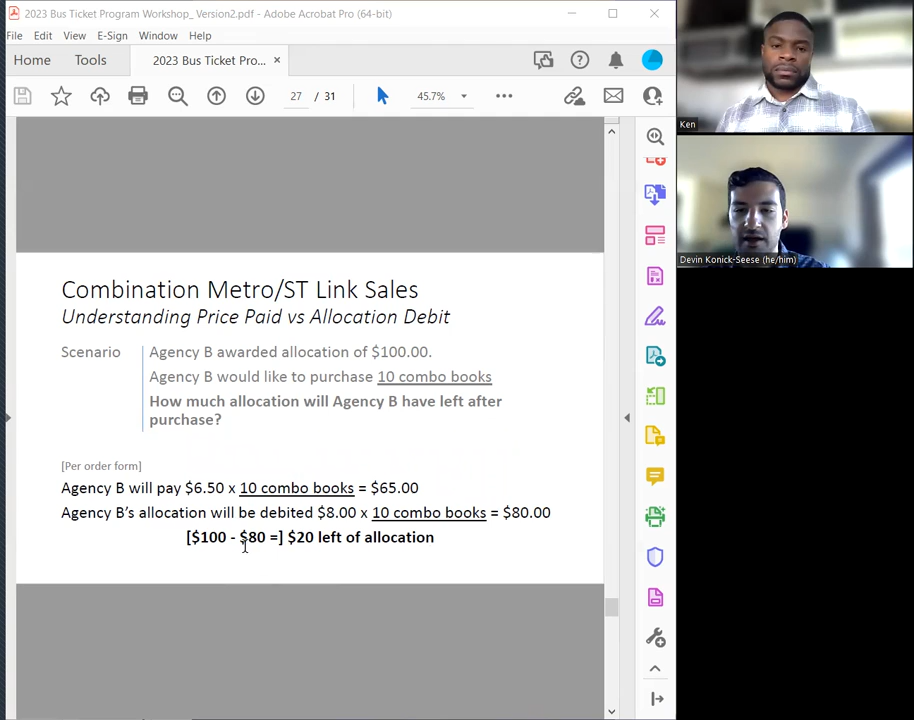 2023 Bus Ticket Program Workshop_ Version2.pdf - Adobe Acrobat Pro (64-bit)
File Edit View E-Sign Window Help
Home Tools 2023 Bus Ticket Pro... ×
27 / 31 45.7%
Ken
Devin Konick-Seese (he/him)
Combination Metro/ST Link Sales
Understanding Price Paid vs Allocation Debit
Scenario Agency B awarded allocation of $100.00.
Agency B would like to purchase 10 combo books
How much allocation will Agency B have left after
purchase?
[Per order form]
Agency B will pay $6.50 x 10 combo books = $65.00
Agency B’s allocation will be debited $8.00 x 10 combo books = $80.00
[$100 - $80 =] $20 left of allocation